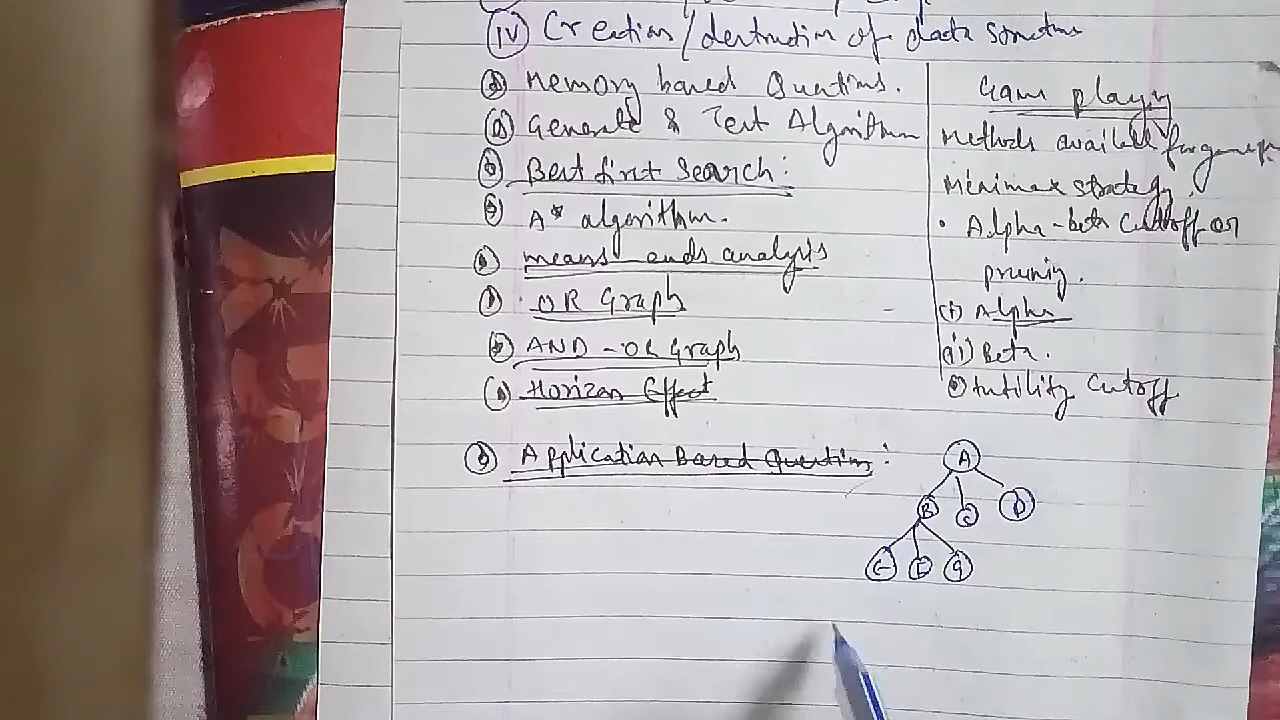 (IV) Creation/destruction of data structure
Memory based Questions.
Generate & Test Algorithm
Best first Search:
A* algorithm.
means-ends analysis
OR Graph
AND-OR Graph
Horizan Effect
Application Based Questions:
Game playing
Methods available for
Minimax strategy.
• Alpha-beta Cutoff or
pruning.
(i) Alpha
(ii) Beta.
futility Cutoff
A
B C D
E G